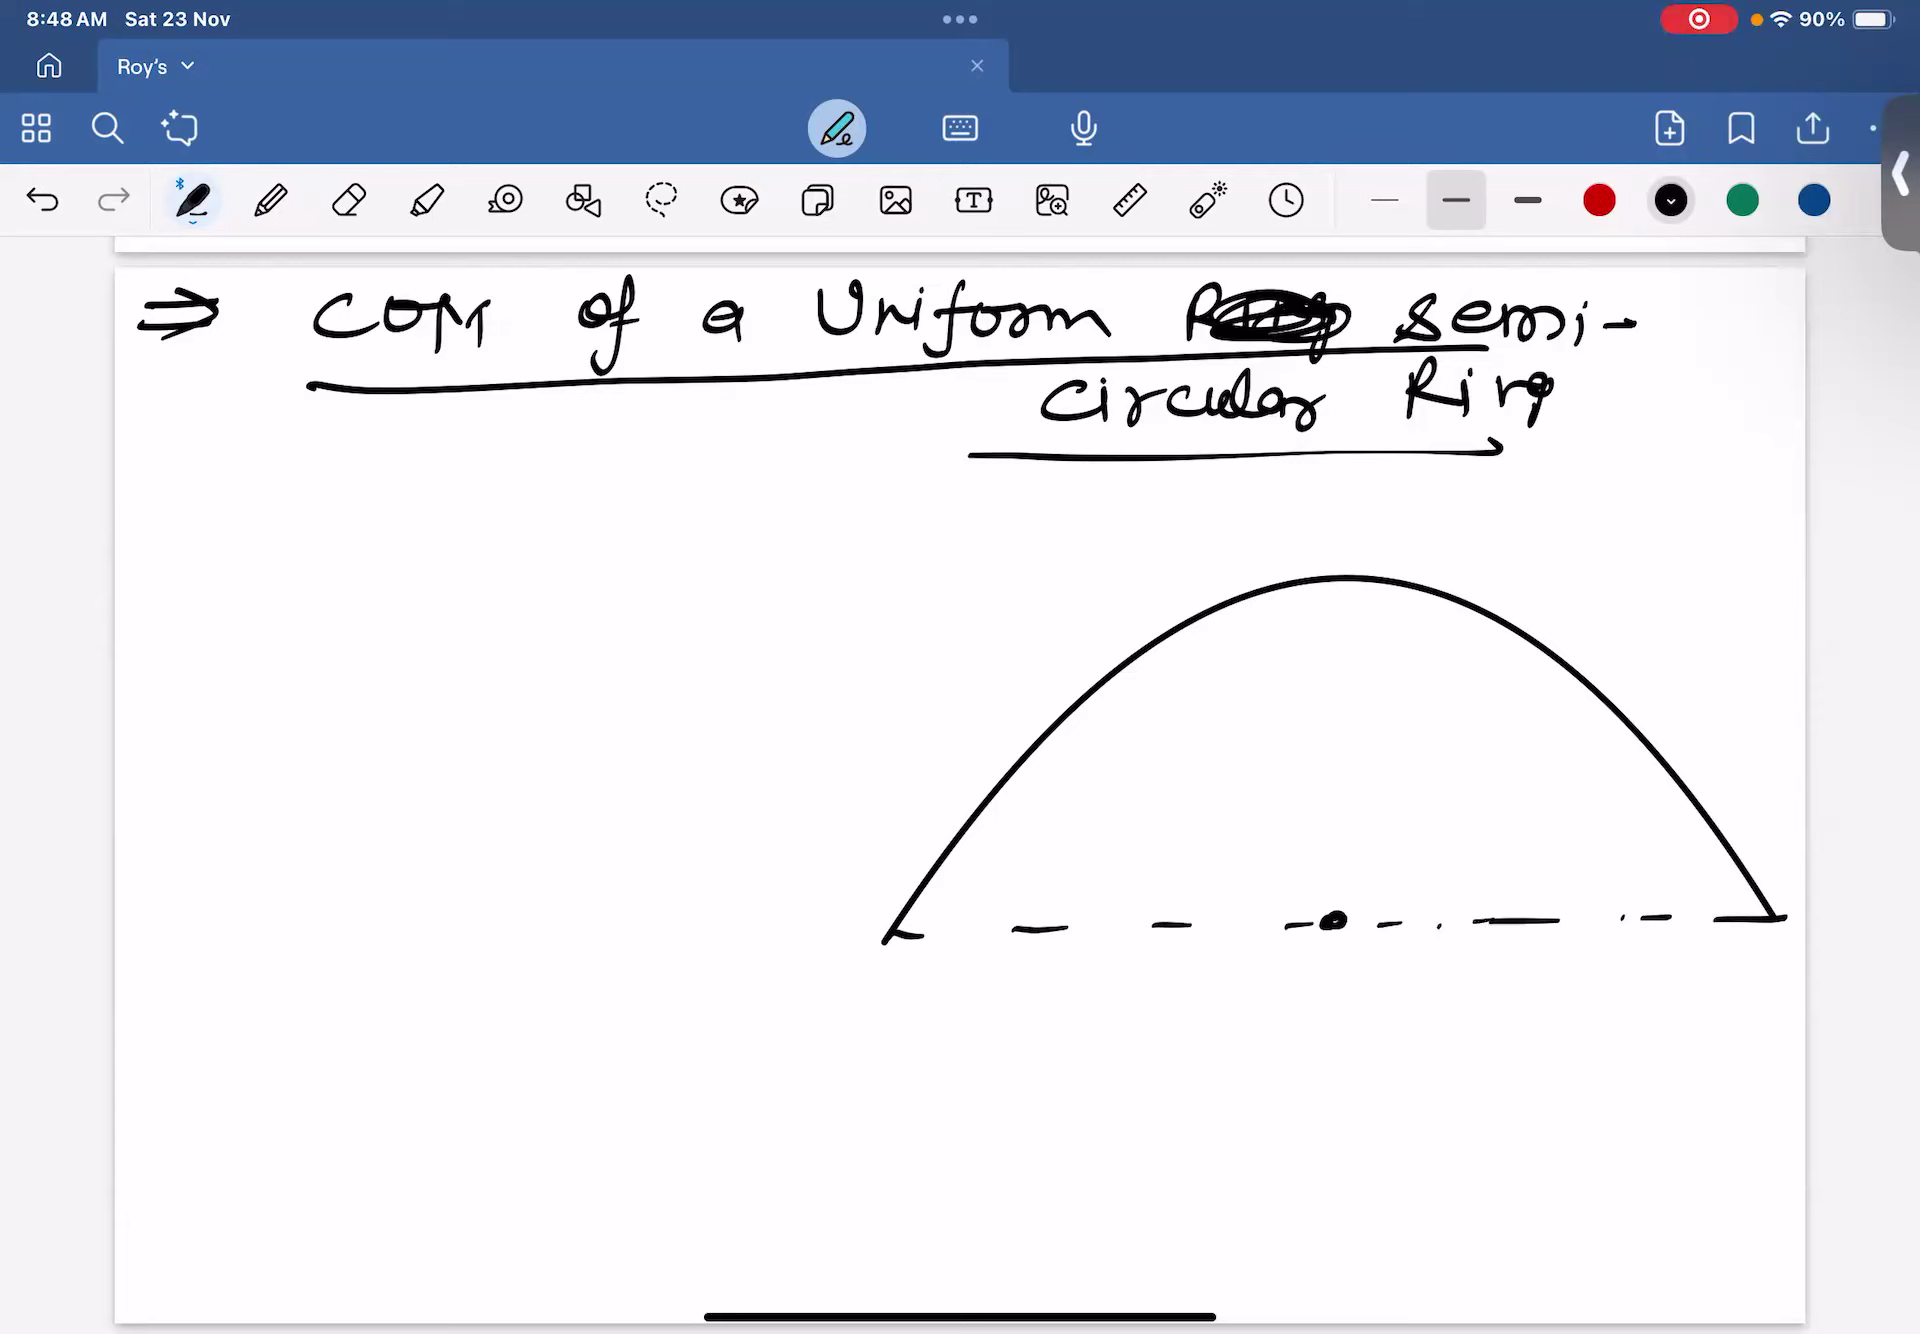 8:48 AM Sat 23 Nov
90%
Roy's
⇒ COM of a Uniform semi-
Circular Ring